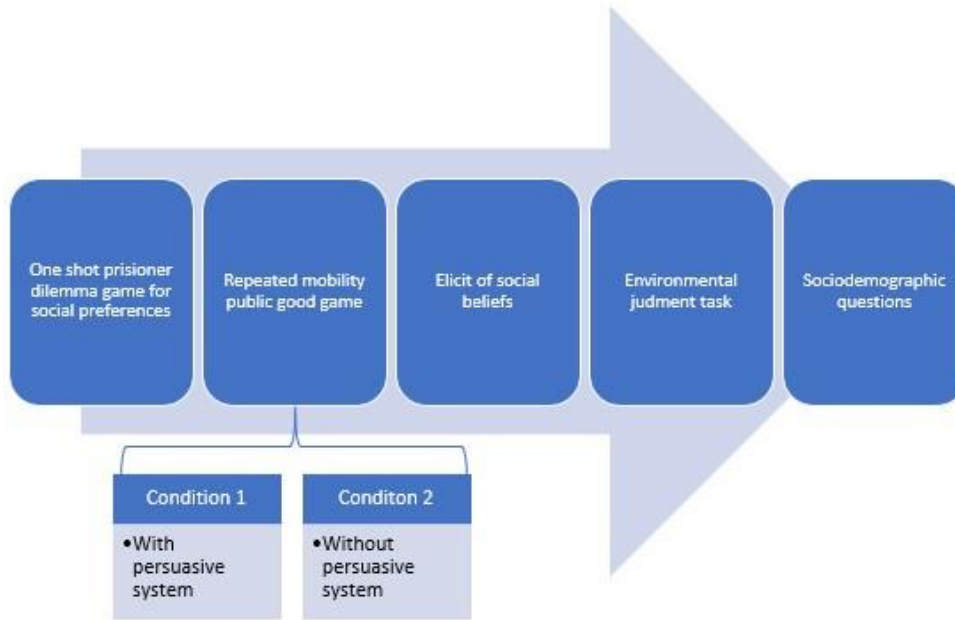 One shot prisioner
dilemma game for
social preferences
Repeated mobility
public good game
Elicit of social
beliefs
Environmental
judgment task
Sociodemographic
questions
Condition 1
•With
persuasive
system
Conditon 2
•Without
persuasive
system